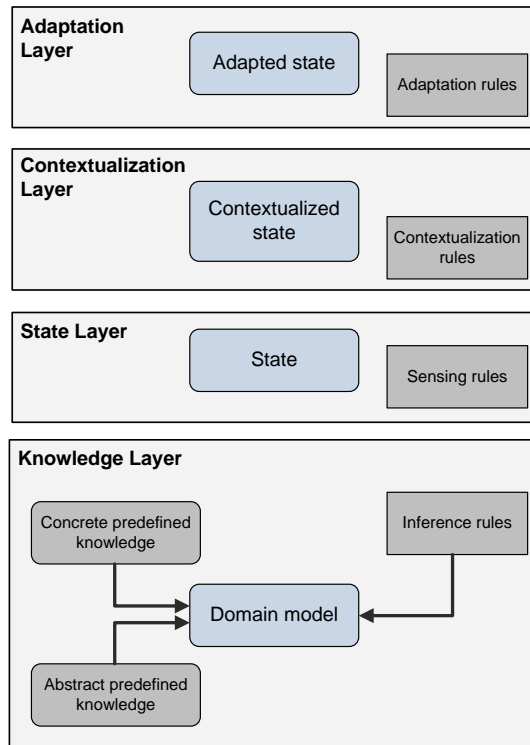 Adaptation
Layer
Adapted state
Adaptation rules
Contextualization
Layer
Contextualized
state
Contextualization
rules
State Layer
State
Sensing rules
Knowledge Layer
Concrete predefined
knowledge
Inference rules
Domain model
Abstract predefined
knowledge